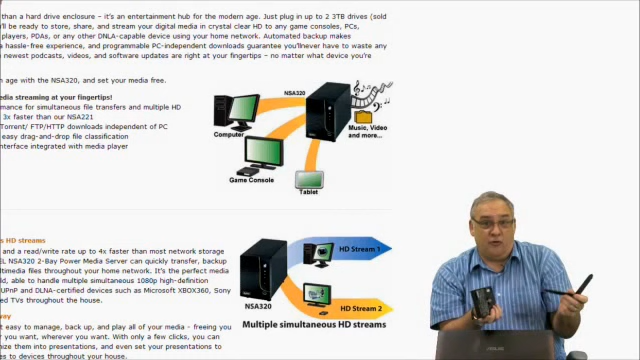 than a hard drive enclosure – it's an entertainment hub for the modern age. Just plug in up to 2 3TB drives (sold
u'll be ready to store, share, and stream your digital media in crystal clear HD to any game consoles, PCs,
players, PDAs, or any other DNLA-capable device using your home network. Automated backup makes
a hassle-free experience, and programmable PC-independent downloads guarantee you'llnever have to waste any
newest podcasts, videos, and software updates are right at your fingertips – no matter what device you're
n age with the NSA320, and set your media free.
edia streaming at your fingertips!
rmance for simultaneous file transfers and multiple HD
3x faster than our NSA221
Torrent/ FTP/HTTP downloads independent of PC
easy drag-and-drop file classification
nterface integrated with media player
NSA320
Computer
Music, Video
and more...
Game Console
Tablet
s HD streams
and a read/write rate up to 4x faster than most network storage
EL NSA320 2-Bay Power Media Server can quickly transfer, backup
ultimedia files throughout your home network. It's the perfect media
ld, able to handle multiple simultaneous 1080p high-definition
UPnP and DLNA-certified devices such as Microsoft XBOX360, Sony
ed TVs throughout the house.
HD Stream 1
HD Stream 2
NSA320
Multiple simultaneous HD streams
way
t easy to manage, back up, and play all of your media – freeing you
r you want, wherever you want. With only a few clicks, you can
nize them into presentations, and even set your presentations to
es to devices throughout your house.
ASUS